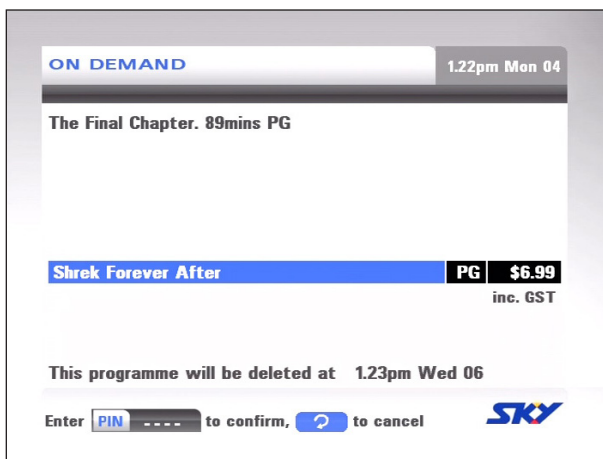 ON DEMAND 1.22pm Mon 04
The Final Chapter. 89mins PG
Shrek Forever After PG $6.99
inc. GST
This programme will be deleted at 1.23pm Wed 06
Enter PIN ---- to confirm, to cancel
SKY